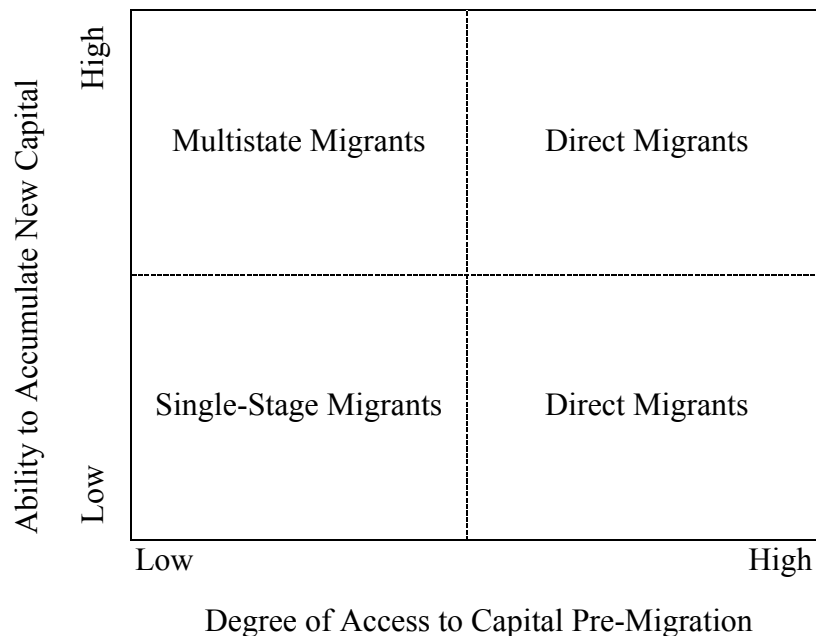 Ability to Accumulate New Capital
High
Multistate Migrants
Direct Migrants
Single-Stage Migrants
Direct Migrants
Low
Low
High
Degree of Access to Capital Pre-Migration